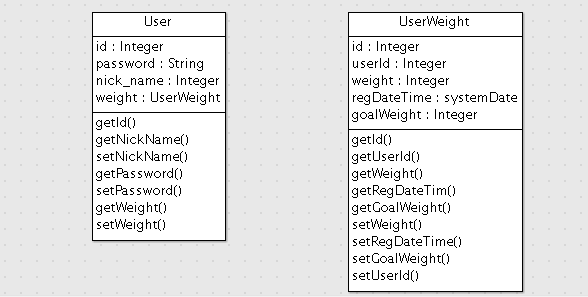 User
id : Integer
password : String
nick_name : Integer
weight : UserWeight
getId()
getNickName()
setNickName()
getPassword()
setPassword()
getWeight()
setWeight()
UserWeight
id : Integer
userId : Integer
weight : Integer
regDateTime : systemDate
goalWeight : Integer
getId()
getUserId()
getWeight()
getRegDateTim()
getGoalWeight()
setWeight()
setRegDateTime()
setGoalWeight()
setUserId()